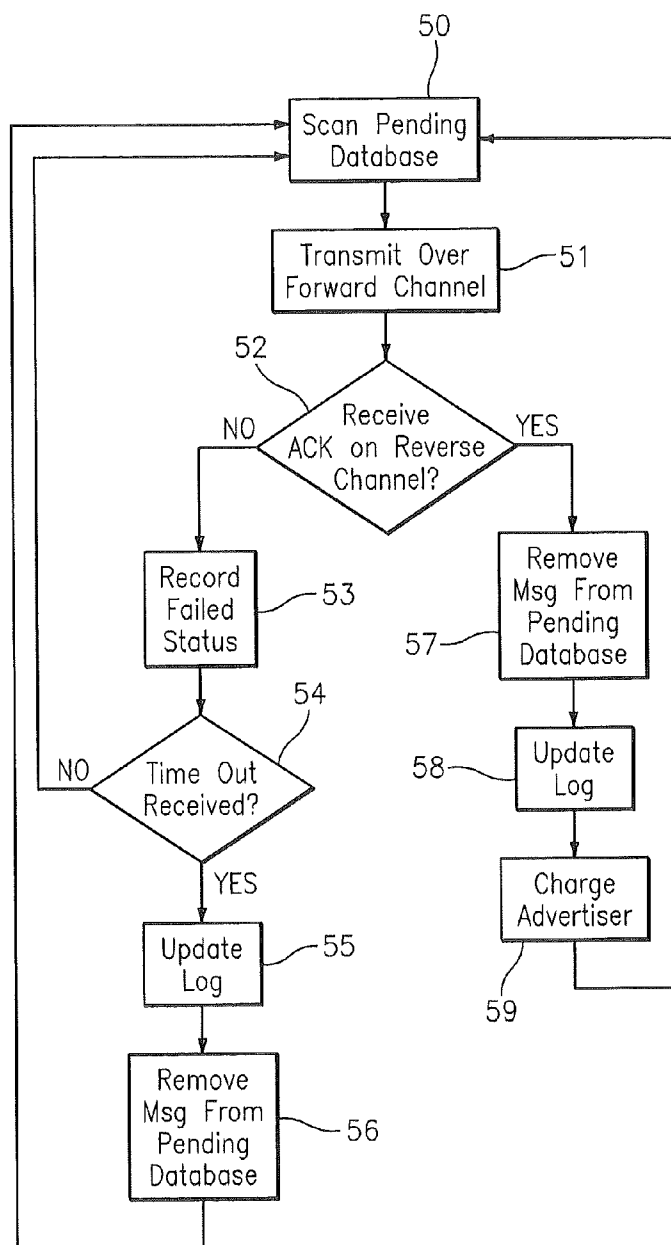 50
Scan Pending
Database
51
Transmit Over
Forward Channel
52
Receive
ACK on Reverse
Channel?
NO
YES
Record
Failed
Status
53
Remove
Msg From
Pending
Database
57
54
Time Out
Received?
NO
YES
58
Update
Log
Charge
Advertiser
59
Update
Log
55
Remove
Msg From
Pending
Database
56